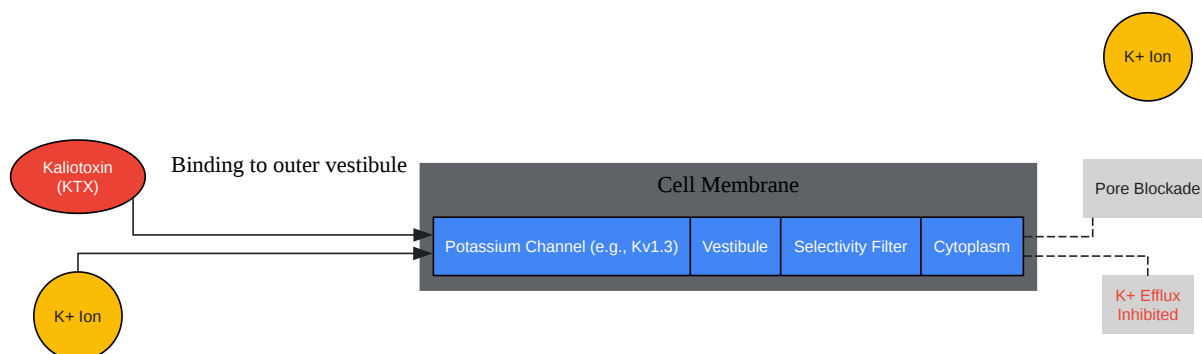 K+ Ion
Kaliotoxin
(KTX)
Binding to outer vestibule
Cell Membrane
Pore Blockade
Potassium Channel (e.g., Kv1.3)
Vestibule
Selectivity Filter
Cytoplasm
K+ Ion
K+ Efflux
Inhibited